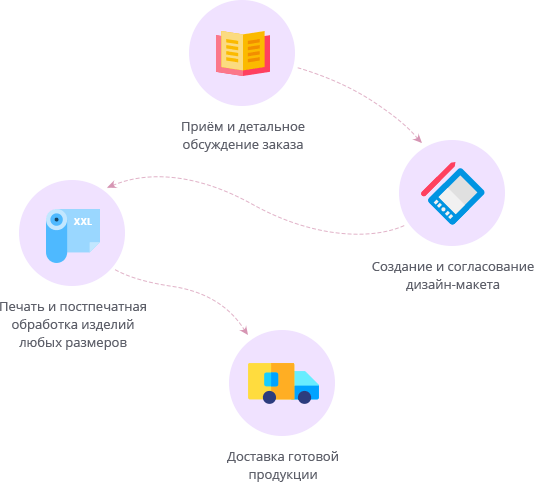 Приём и детальное
обсуждение заказа
Создание и согласование
дизайн-макета
XXL
Печать и постпечатная
обработка изделий
любых размеров
Доставка готовой
продукции